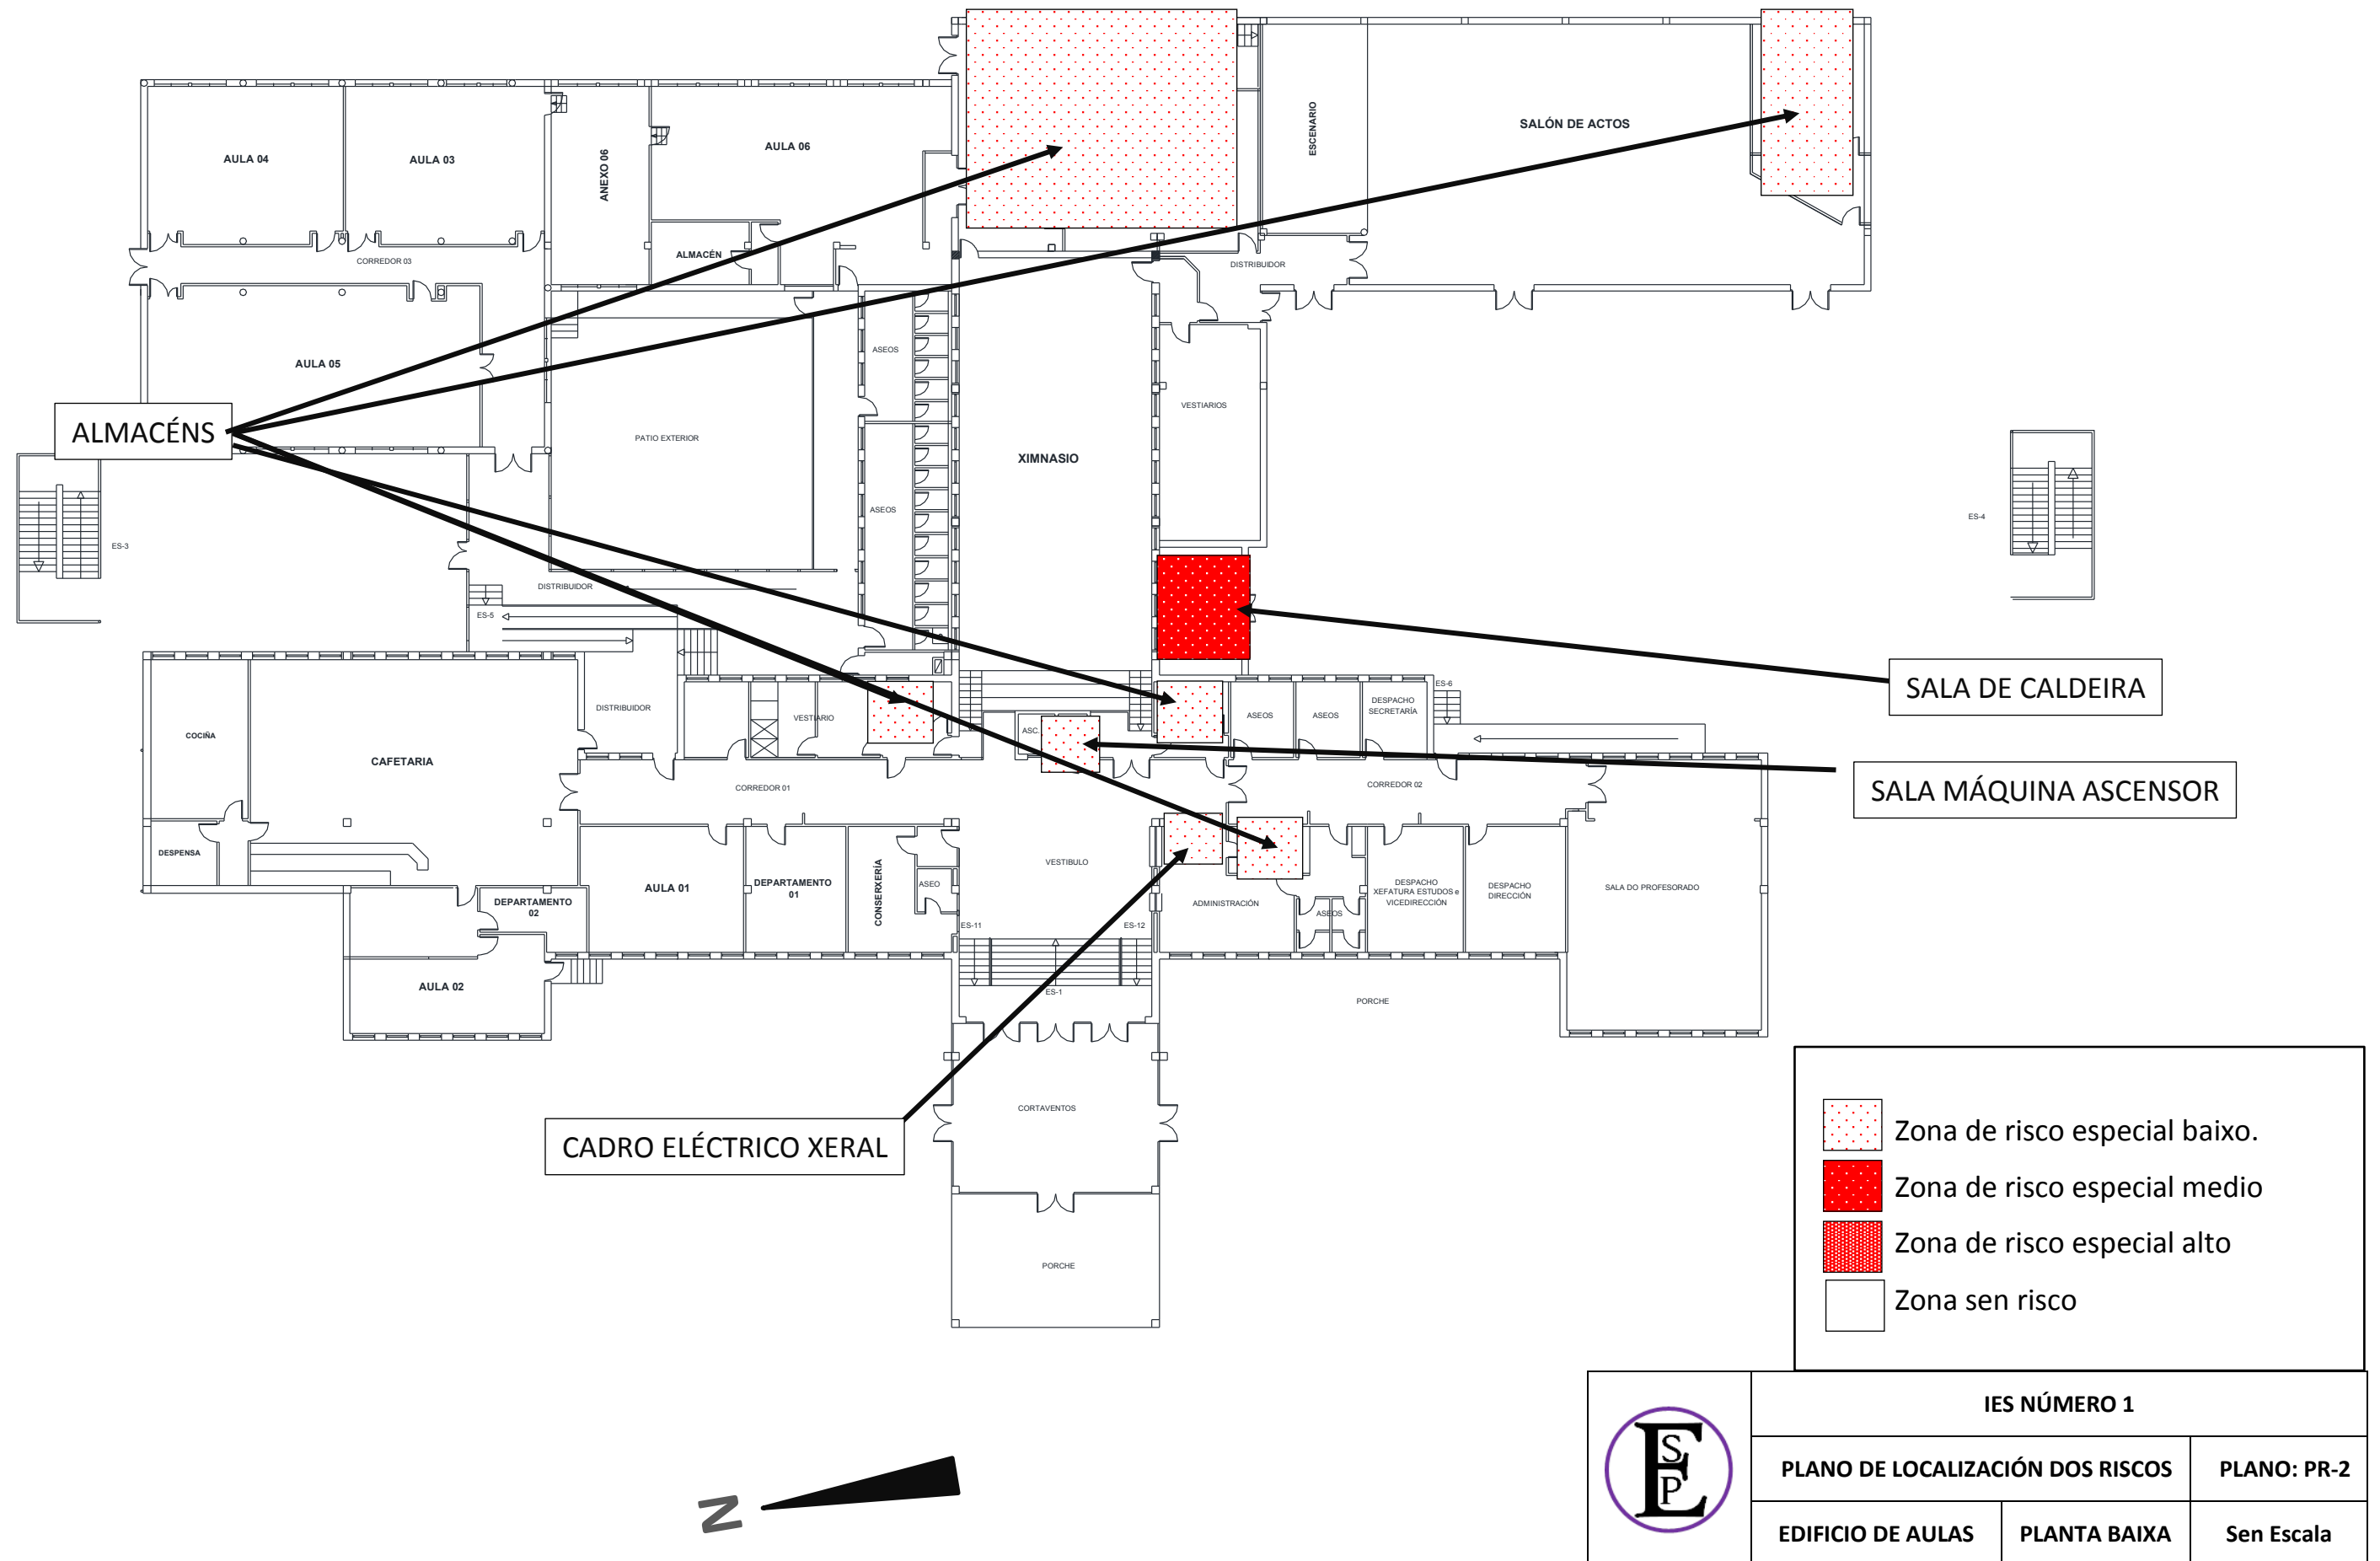 ESCENARIO
SALÓN DE ACTOS
AULA 04
AULA 03
ANEXO 06
AULA 06
ALMACÉN
CORREDOR 03
DISTRIBUIDOR
AULA 05
ASEOS
VESTIARIOS
ALMACÉNS
PATIO EXTERIOR
XIMNASIO
ASEOS
ES-3
ES-4
DISTRIBUIDOR
ES-5
SALA DE CALDEIRA
ES-6
COCIÑA
DISTRIBUIDOR
VESTIARIO
ASC.
ASEOS
ASEOS
DESPACHO
SECRETARÍA
CAFETARIA
CORREDOR 01
CORREDOR 02
SALA MÁQUINA ASCENSOR
DESPENSA
AULA 01
DEPARTAMENTO
01
CONSERXERÍA
ASEO
VESTIBULO
DEPARTAMENTO
02
ADMINISTRACIÓN
ASEOS
DESPACHO
XEFATURA ESTUDOS e
VICEDIRECCIÓN
DESPACHO
DIRECCIÓN
SALA DO PROFESORADO
ES-11
ES-12
AULA 02
ES-1
PORCHE
CORTAVENTOS
CADRO ELÉCTRICO XERAL
PORCHE
Zona de risco especial baixo.
Zona de risco especial medio
Zona de risco especial alto
Zona sen risco
N
ESP
IES NÚMERO 1
PLANO DE LOCALIZACIÓN DOS RISCOS
PLANO: PR-2
EDIFICIO DE AULAS
PLANTA BAIXA
Sen Escala